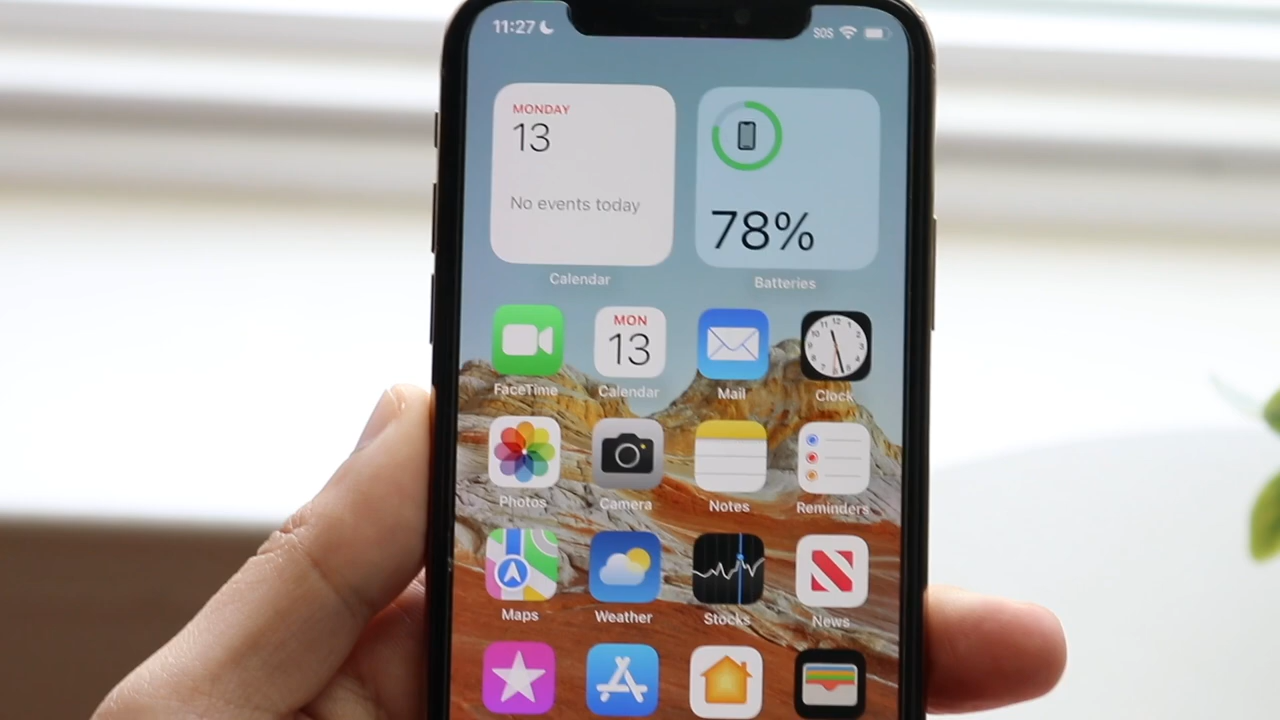 11:27
SOS
MONDAY
13
No events today
78%
Calendar
Batteries
MON
13
FaceTime
Calendar
Mail
Clock
Photos
Camera
Notes
Reminders
Maps
Weather
Stocks
News